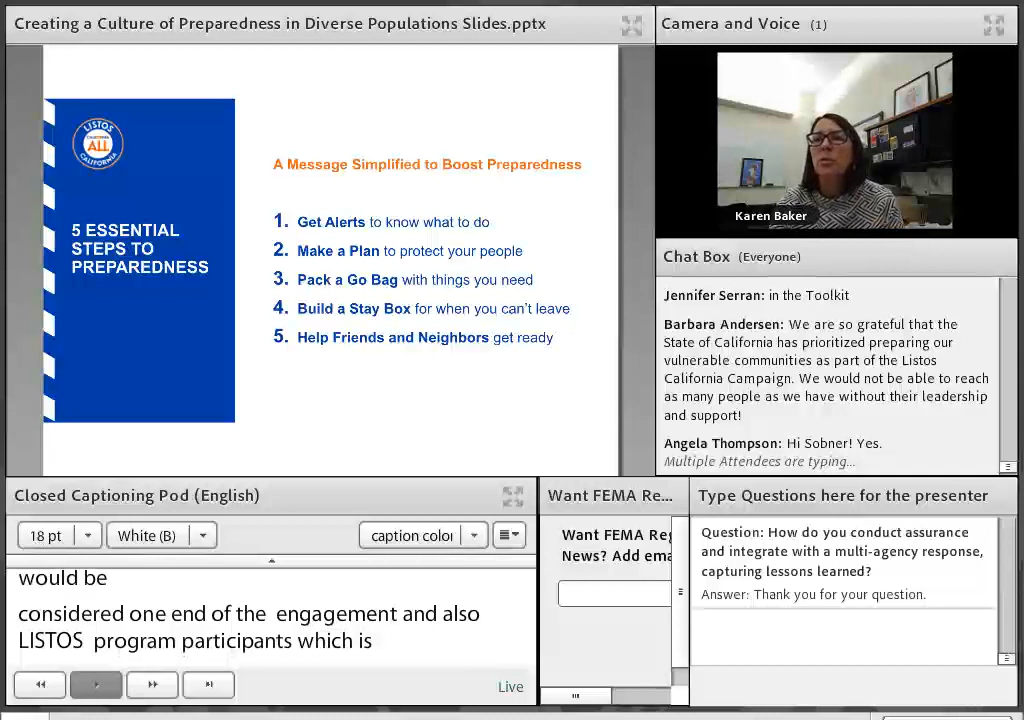 Creating a Culture of Preparedness in Diverse Populations Slides.pptx
LISTOS
CALIFORNIA
ALL
CALIFORNIA
5 ESSENTIAL
STEPS TO
PREPAREDNESS
A Message Simplified to Boost Preparedness
1. Get Alerts to know what to do
2. Make a Plan to protect your people
3. Pack a Go Bag with things you need
4. Build a Stay Box for when you can't leave
5. Help Friends and Neighbors get ready
Camera and Voice (1)
Karen Baker
Chat Box (Everyone)
Jennifer Serran: in the Toolkit
Barbara Andersen: We are so grateful that the
State of California has prioritized preparing our
vulnerable communities as part of the Listos
California Campaign. We would not be able to reach
as many people as we have without their leadership
and support!
Angela Thompson: Hi Sobner! Yes.
Multiple Attendees are typing...
Closed Captioning Pod (English)
18 pt
White (B)
caption color
would be
considered one end of the engagement and also
LISTOS program participants which is
Live
Want FEMA Re...
Want FEMA Reg
News? Add ema
Type Questions here for the presenter
Question: How do you conduct assurance
and integrate with a multi-agency response,
capturing lessons learned?
Answer: Thank you for your question.